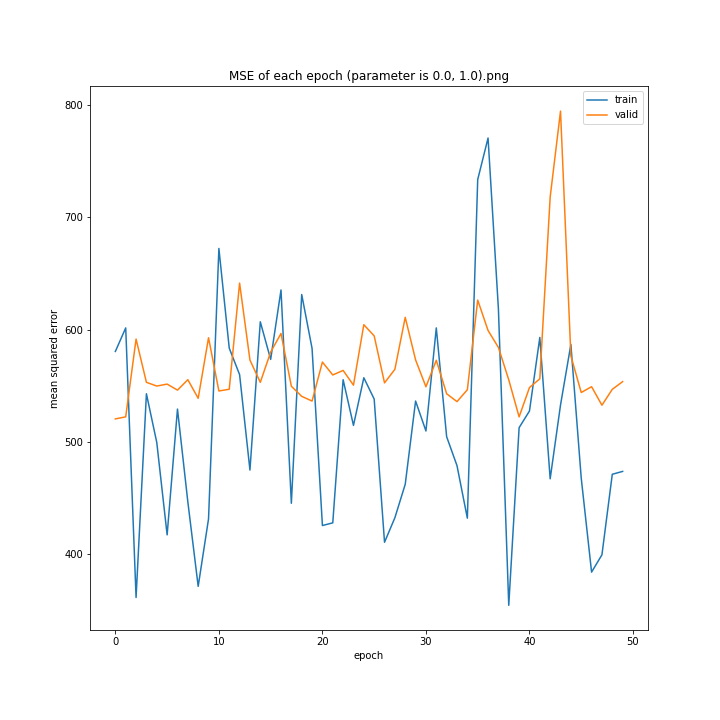 MSE of each epoch (parameter is 0.0, 1.0).png
train
valid
800
700
600
500
400
mean squared error
0
10
20
30
40
50
epoch